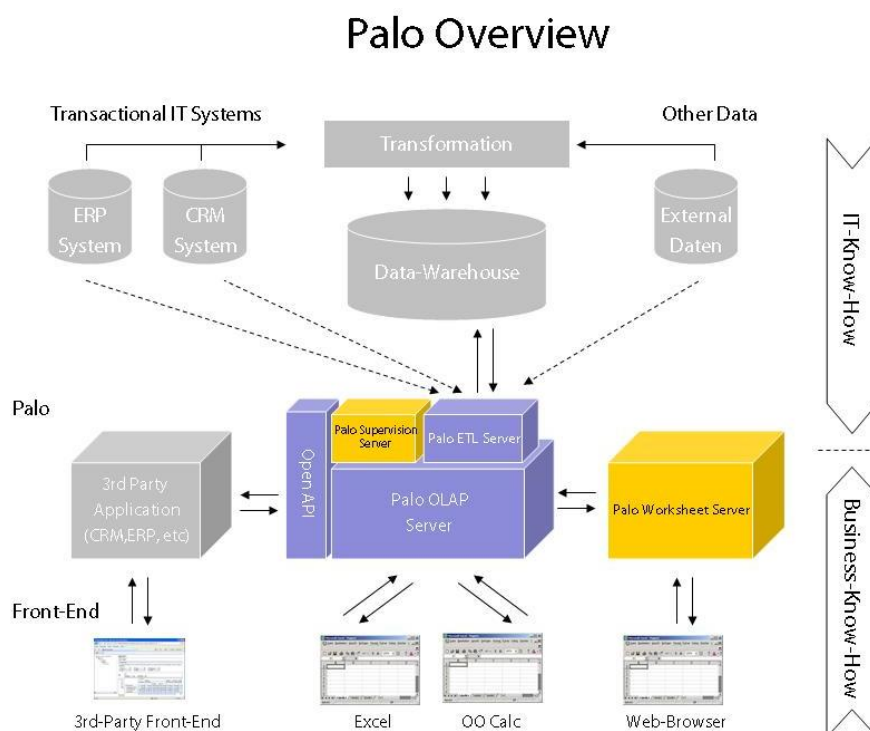 Palo Overview
Transactional IT Systems
Other Data
Transformation
ERP
System
CRM
System
External
Daten
Data-Warehouse
IT-Know-How
Palo
Palo Supervision
Server
Palo ETL Server
Open API
3rd Party
Application
(CRM,ERP, etc)
Palo OLAP
Server
Palo Worksheet Server
Business-Know-How
Front-End
3rd-Party Front-End
Excel
OO Calc
Web-Browser